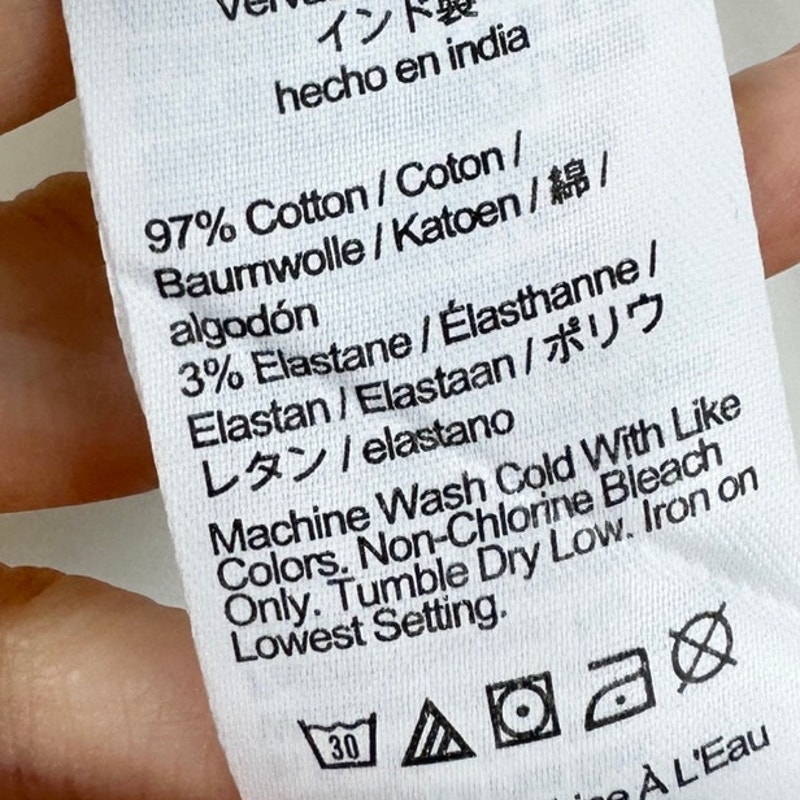 インド製
hecho en india
97% Cotton / Coton /
Baumwolle / Katoen / 綿 /
algodón
3% Elastane / Élasthanne /
Elastan / Elastaan / ポリウ
レタン / elastano
Machine Wash Cold With Like
Colors. Non-Chlorine Bleach
Only. Tumble Dry Low. Iron on
Lowest Setting.
30
À L'Eau